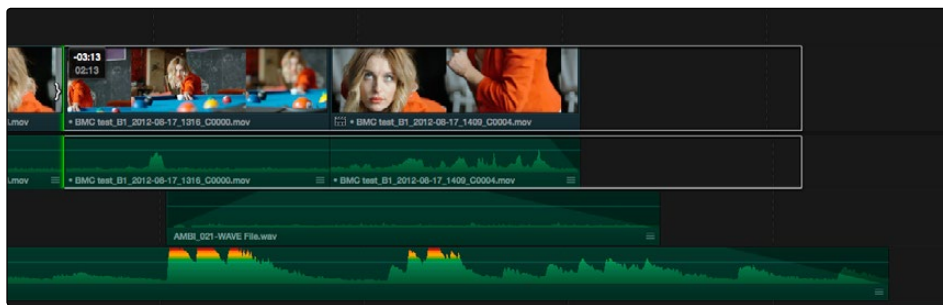 -03:13
02:13
.mov
• BMC test_B1_2012-08-17_1316_C0000.mov
• BMC test_B1_2012-08-17_1409_C0004.mov
.mov
• BMC test_B1_2012-08-17_1316_C0000.mov
• BMC test_B1_2012-08-17_1409_C0004.mov
AMBI_021-WAVE File.wav